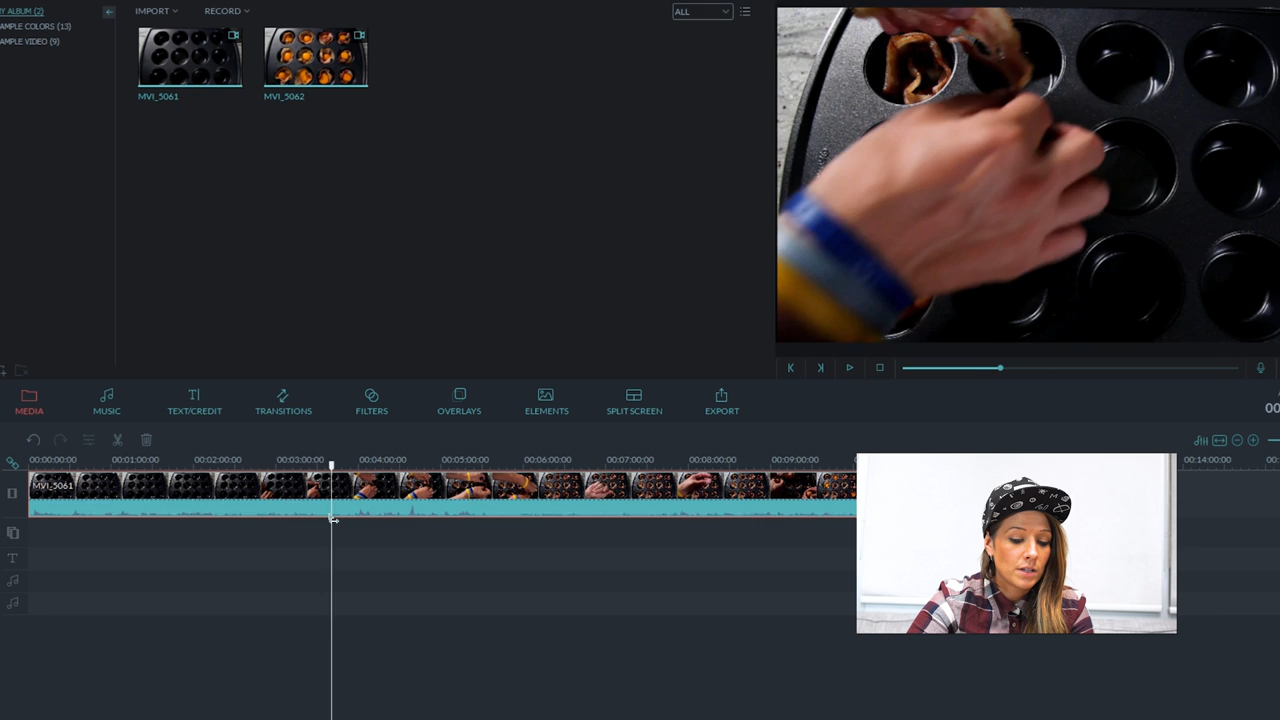 Y ALBUM (2)
AMPLE COLORS (13)
AMPLE VIDEO (9)
IMPORT
RECORD
ALL
MVI_5061
MVI_5062
MEDIA
MUSIC
TEXT/CREDIT
TRANSITIONS
FILTERS
OVERLAYS
ELEMENTS
SPLIT SCREEN
EXPORT
00
00:00:00:00
00:01:00:00
00:02:00:00
00:03:00:00
00:04:00:00
00:05:00:00
00:06:00:00
00:07:00:00
00:08:00:00
00:09:00:00
00:14:00:00
00:
MVI_5061
T